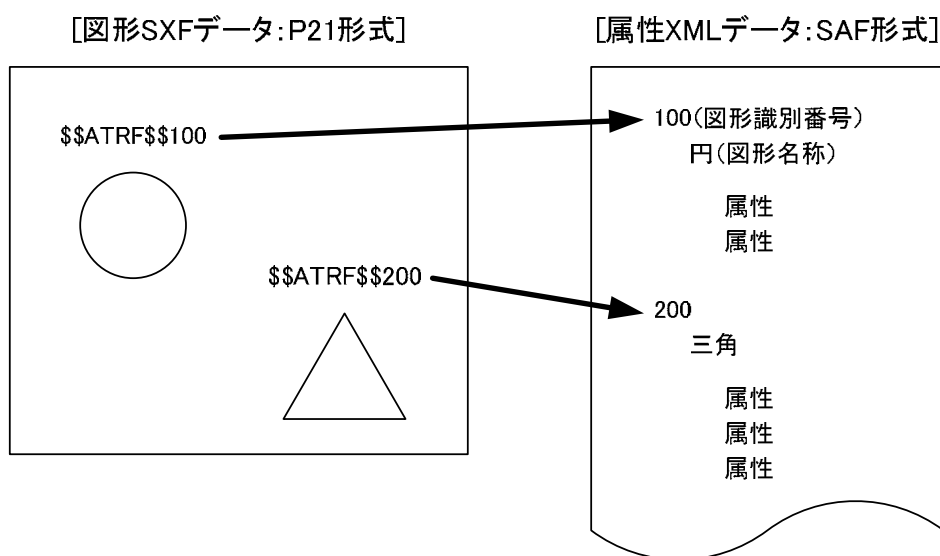 [図形SXFデータ:P21形式]
[属性XMLデータ:SAF形式]
$$ATRF$$100
100(図形識別番号)
円(図形名称)
属性
属性
$$ATRF$$200
200
三角
属性
属性
属性